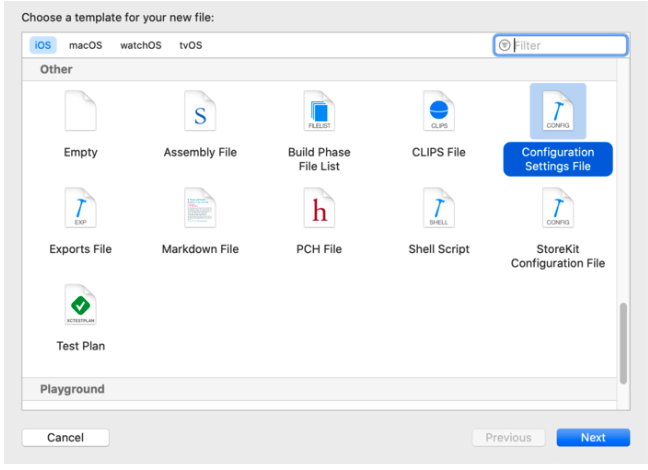 Choose a template for your new file:
iOS macOS watchOS tvOS Filter
Other
FILELIST CLIPS CONFIG
S
Empty Assembly File Build Phase File List CLIPS File Configuration Settings File
EXP h SHELL CONFIG
Exports File Markdown File PCH File Shell Script StoreKit Configuration File
XCTESTPLAN
Test Plan
Playground
Cancel Previous Next